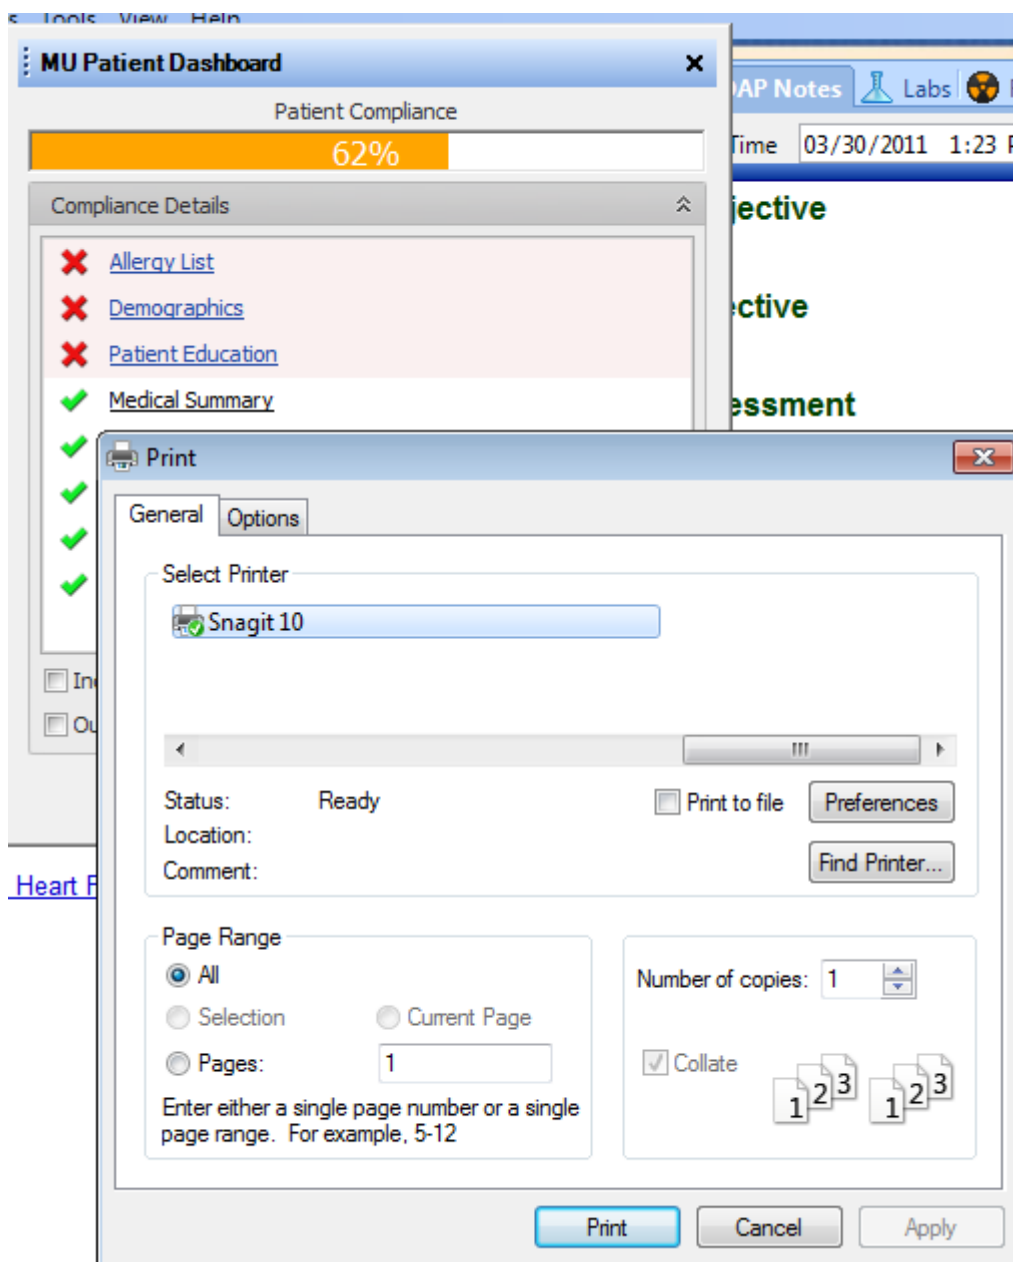 Tools View Help
MU Patient Dashboard
Patient Compliance
62%
Compliance Details
Allergy List
Demographics
Patient Education
Medical Summary
AP Notes Labs
Time 03/30/2011 1:23 P
jective
ective
essment
Heart F
Print
General Options
Select Printer
Snagit 10
Status: Ready
Location:
Comment:
Print to file
Preferences
Find Printer...
Page Range
All
Selection Current Page
Pages: 1
Enter either a single page number or a single
page range. For example, 5-12
Number of copies: 1
Collate
1 2 3 1 2 3
Print Cancel Apply